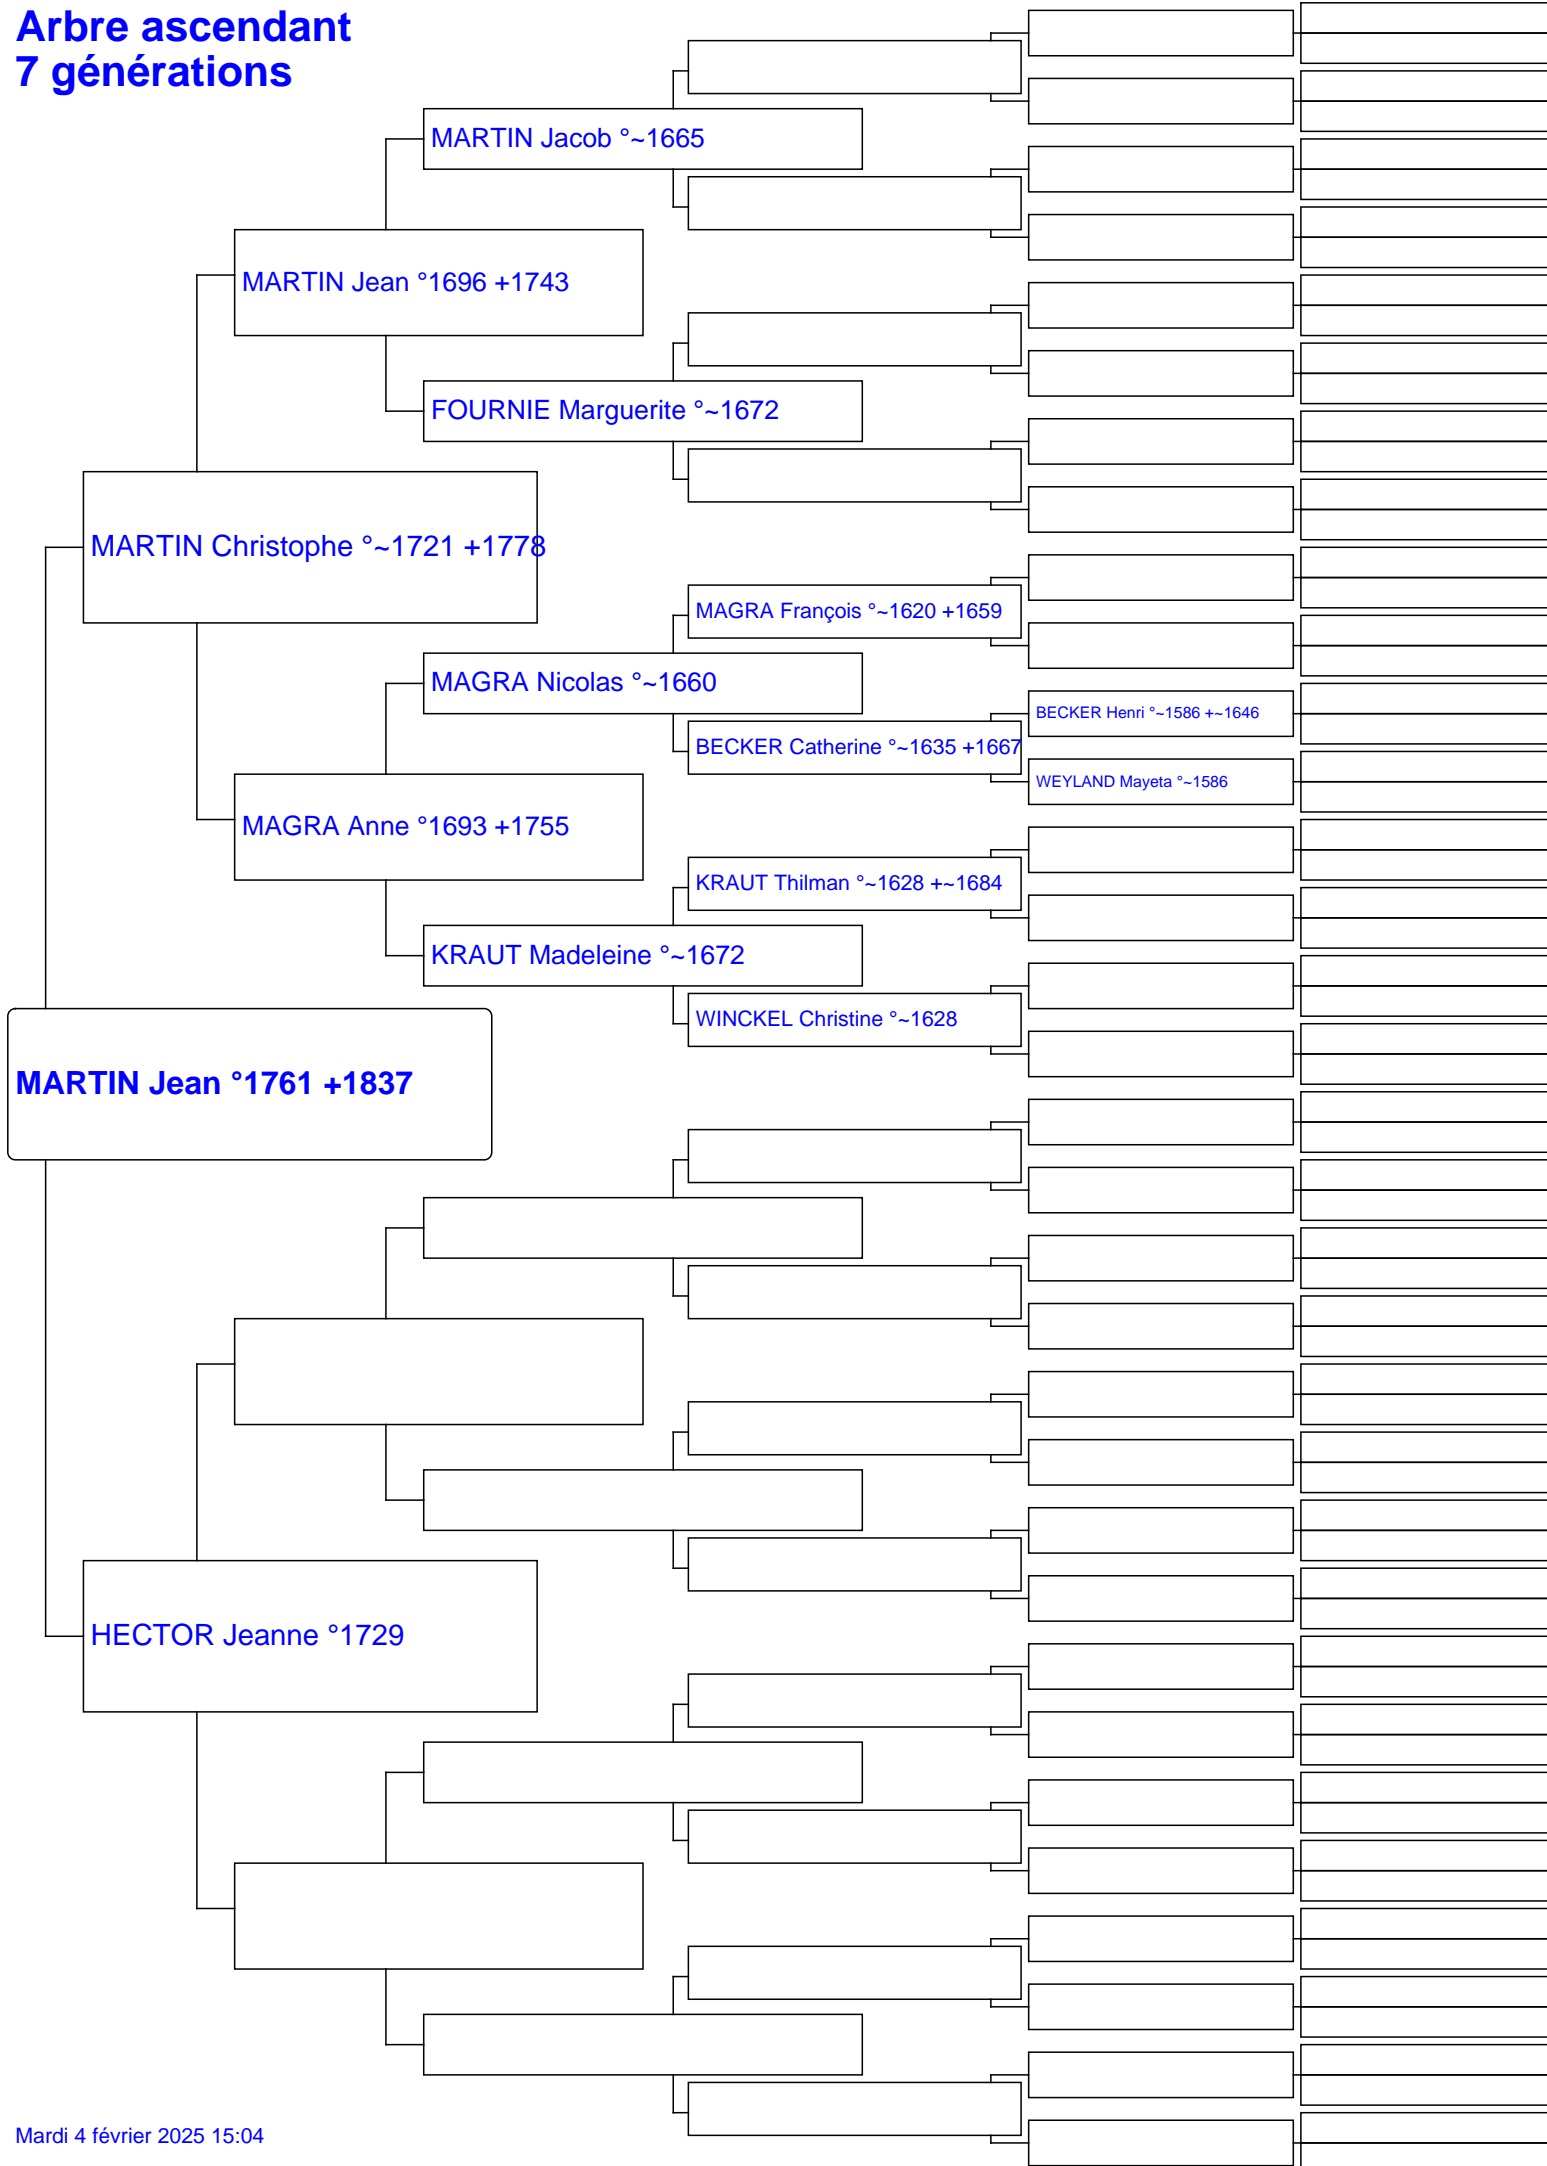 Arbre ascendant
7 générations
MARTIN Jacob °~1665
MARTIN Jean °1696 +1743
FOURNIE Marguerite °~1672
MARTIN Christophe °~1721 +1778
MAGRA François °~1620 +1659
MAGRA Nicolas °~1660
BECKER Henri °~1586 +~1646
BECKER Catherine °~1635 +1667
WEYLAND Mayeta °~1586
MAGRA Anne °1693 +1755
KRAUT Thilman °~1628 +~1684
KRAUT Madeleine °~1672
WINCKEL Christine °~1628
MARTIN Jean °1761 +1837
HECTOR Jeanne °1729
Mardi 4 février 2025 15:04